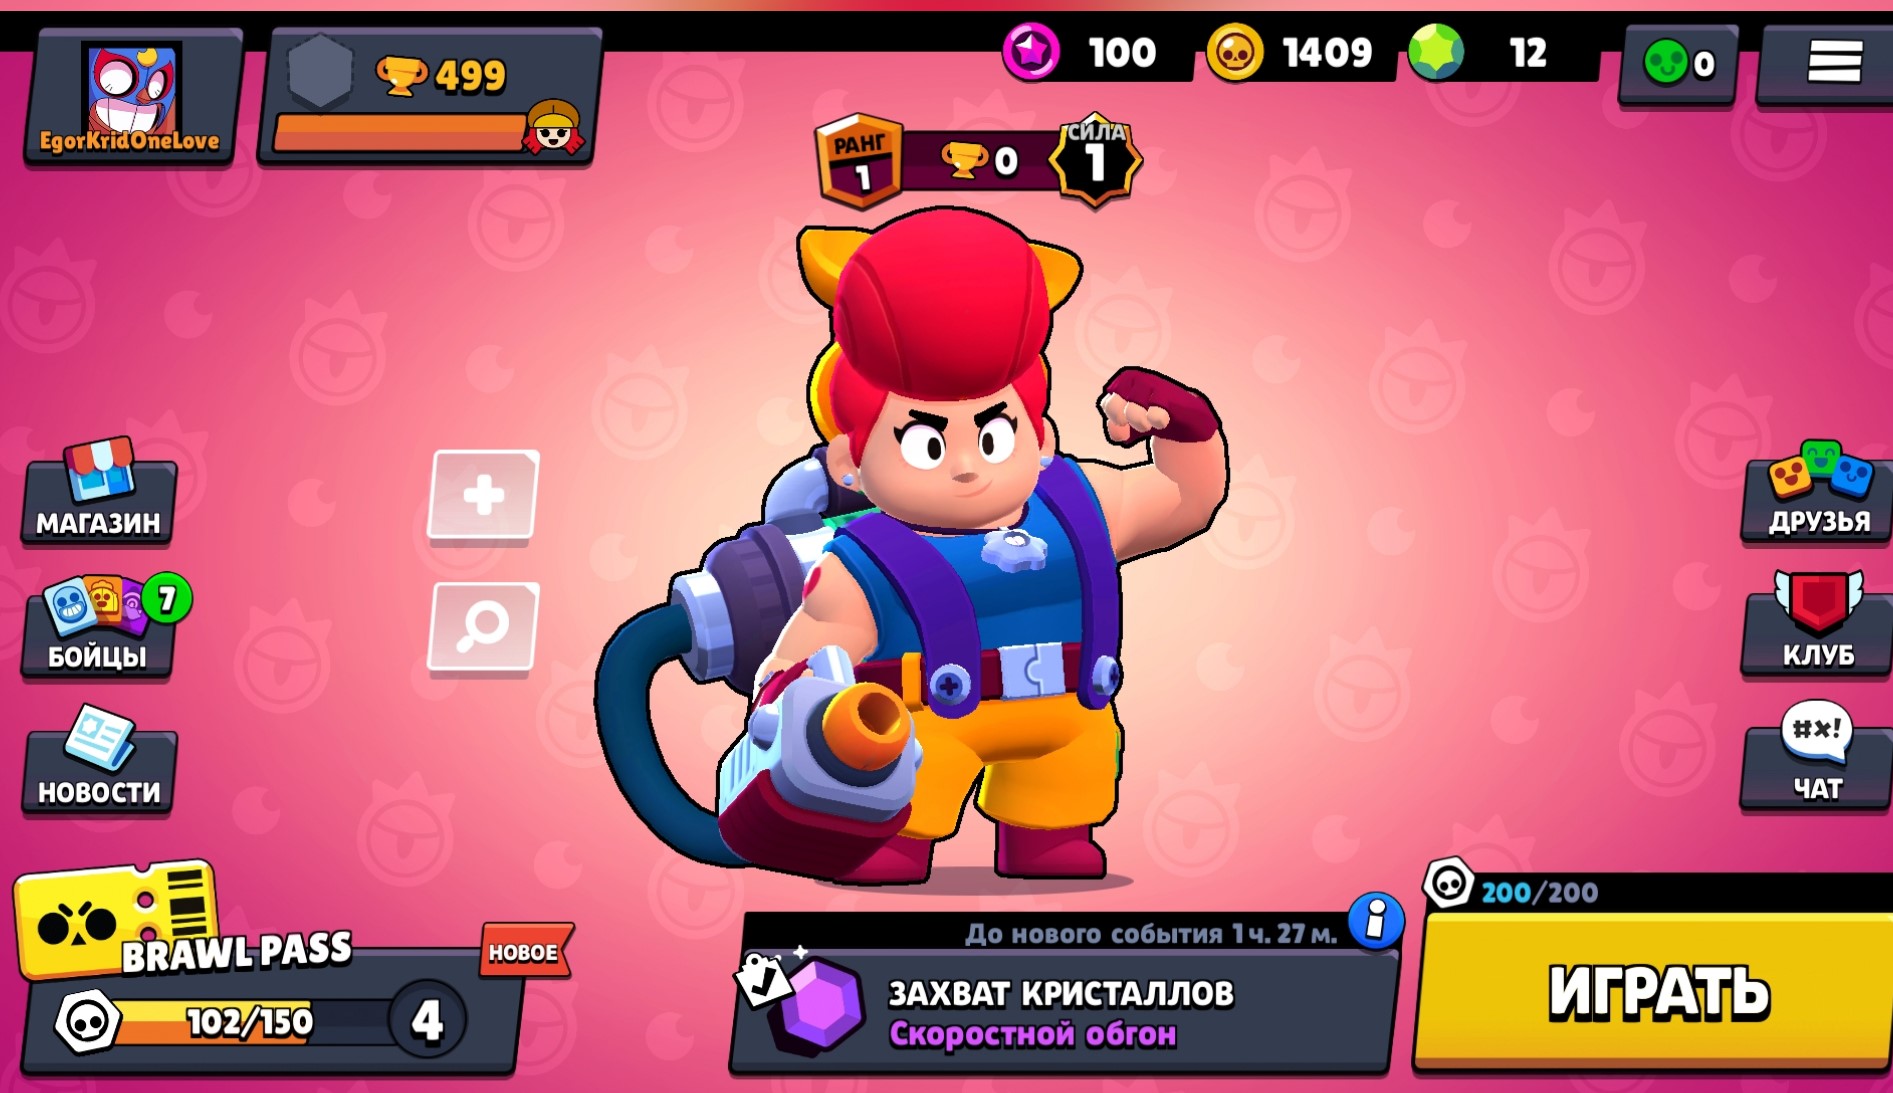 EgorKridOneLove
499
100
1409
12
0
РАНГ
1
0
СИЛА
1
МАГАЗИН
БОЙЦЫ
7
НОВОСТИ
ДРУЗЬЯ
КЛУБ
#x!
ЧАТ
BRAWL PASS
НОВОЕ
102/150
4
До нового события 1 ч. 27 м.
ЗАХВАТ КРИСТАЛЛОВ
Скоростной обгон
200/200
ИГРАТЬ